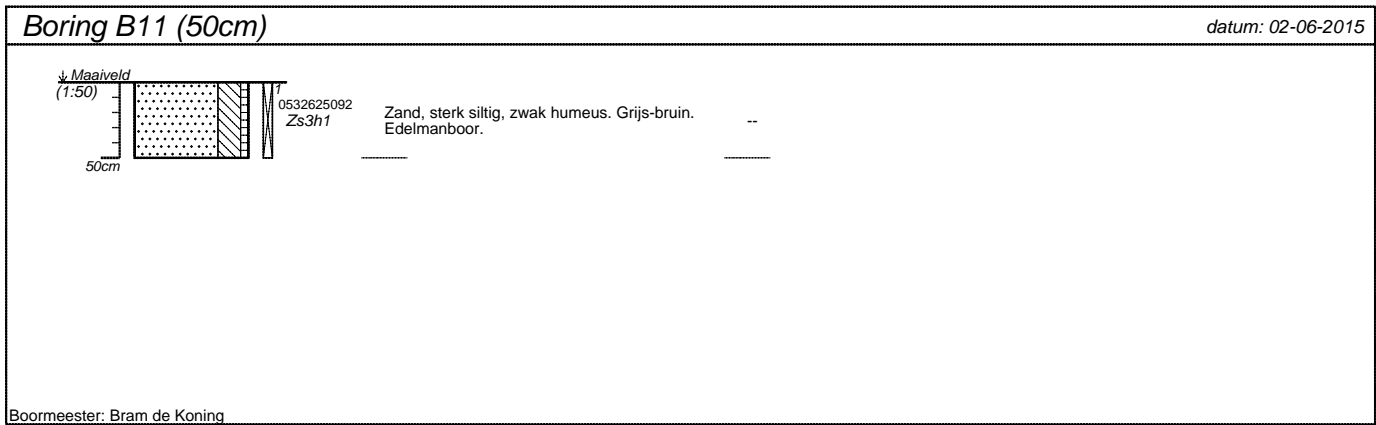 Boring B11 (50cm)
datum: 02-06-2015
Maaiveld
(1:50)
1
0532625092
Zs3h1
Zand, sterk siltig, zwak humeus. Grijs-bruin.
Edelmanboor.
--
50cm
Boormeester: Bram de Koning